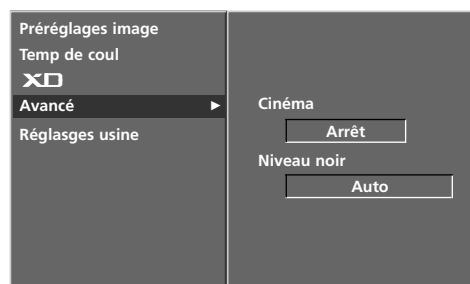 Préréglages image
Temp de coul
XD
Avancé ►
Réglasges usine
Cinéma
Arrêt
Niveau noir
Auto